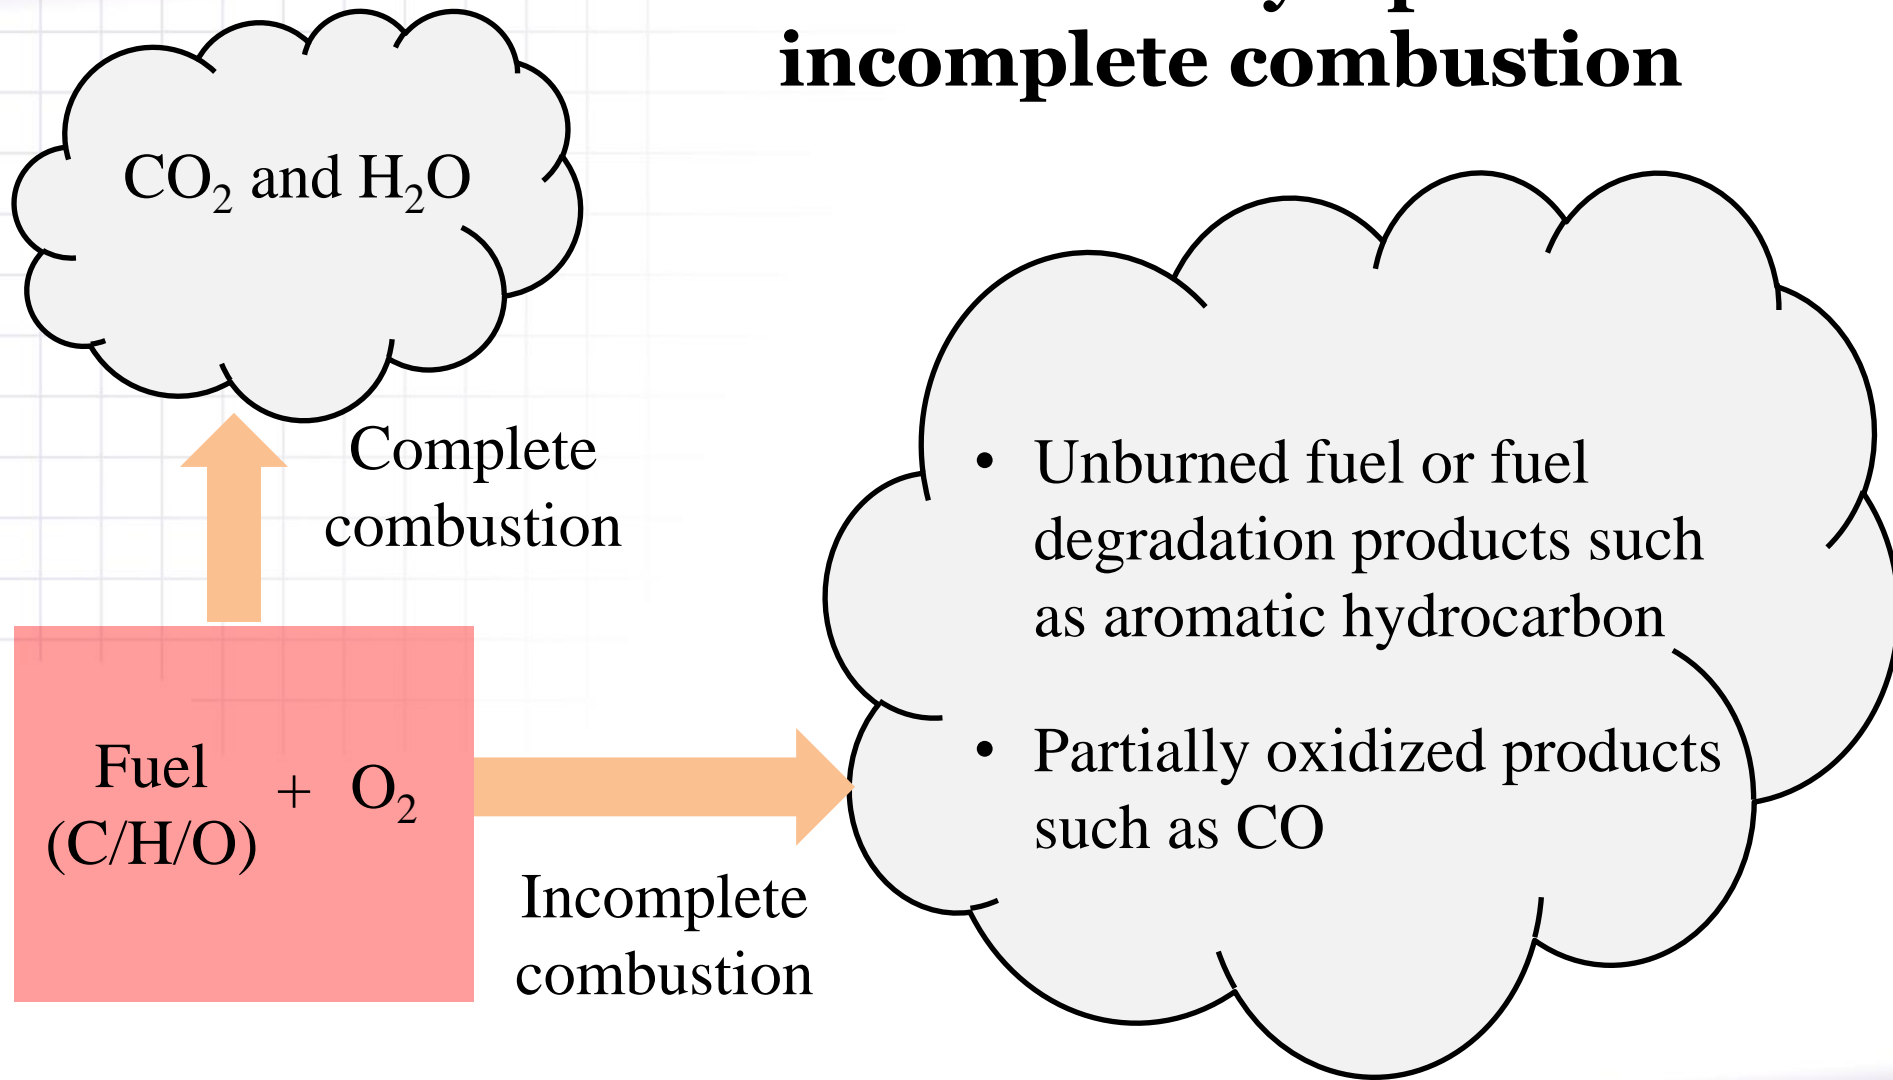 incomplete combustion
CO₂ and H₂O
Complete
combustion
Fuel
(C/H/O)
+ O₂
Incomplete
combustion
• Unburned fuel or fuel
degradation products such
as aromatic hydrocarbon
• Partially oxidized products
such as CO